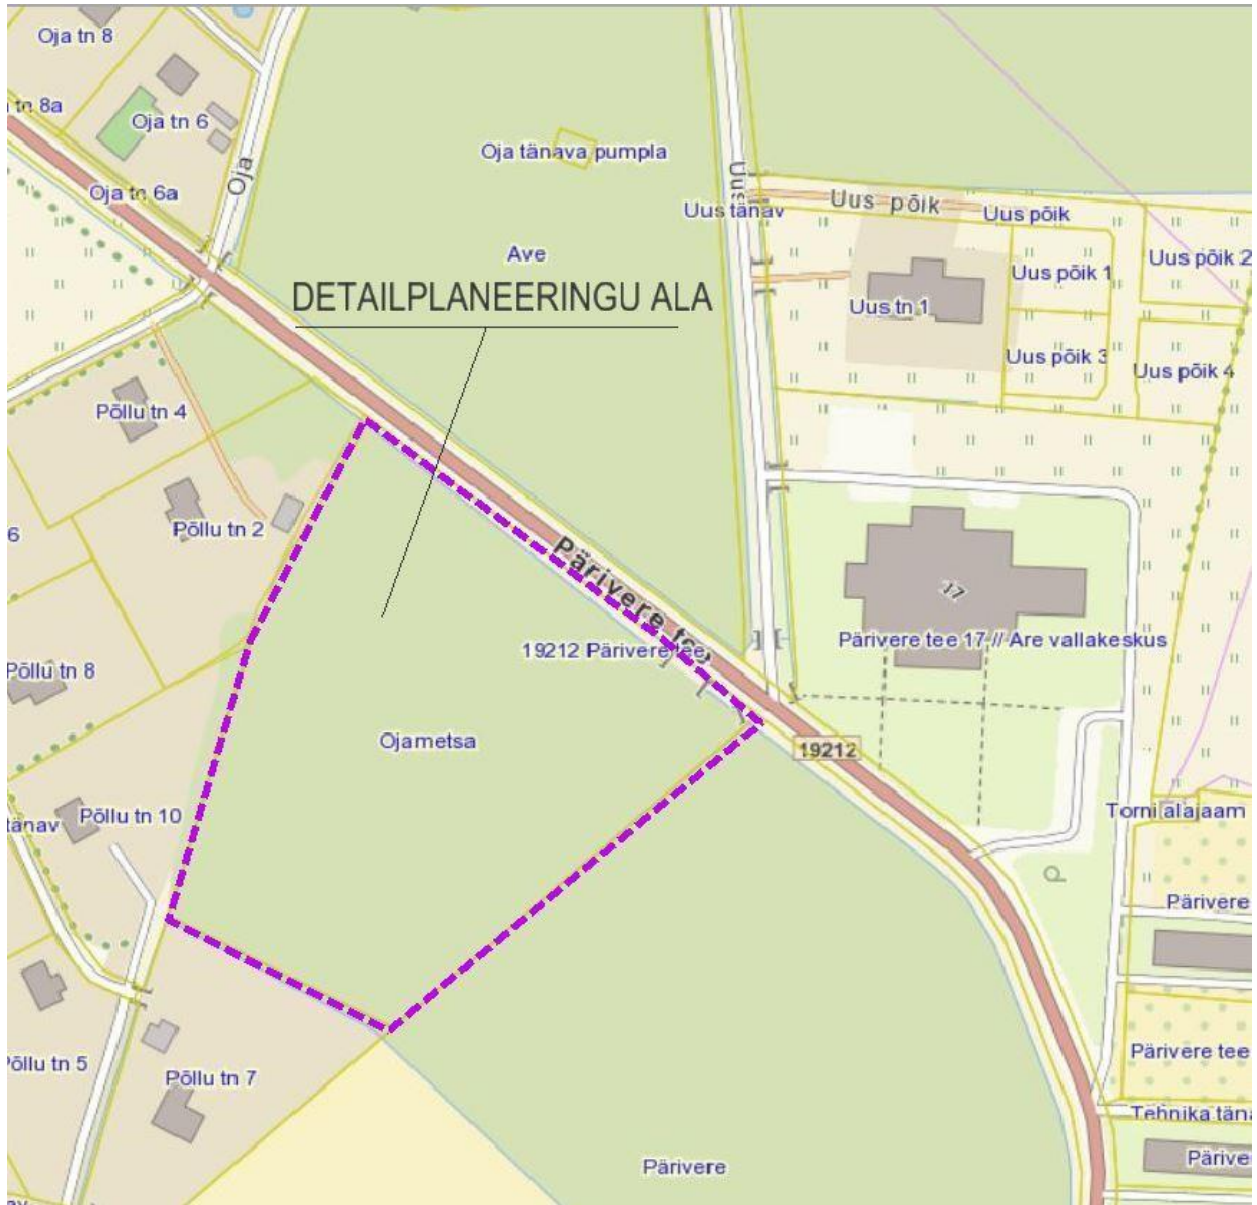 Oja tn 8
tn 8a
Oja tn 6
Oja tn 6a
Oja
Oja tänava pumpla
Uus
Uus tänav
Uus põik
Uus põik
Uus põik 1
Uus põik 2
Ave
DETAILPLANEERINGU ALA
Uus tn 1
Uus põik 3
Uus põik 4
Põllu tn 4
Põllu tn 2
6
Pärivere tee
17
Pärivere tee 17 // Are vallakeskus
19212 Pärivere tee
Põllu tn 8
Ojametsa
19212
Põllu tn 10
tänav
Torni alajaam
P
Pärivere
Põllu tn 5
Põllu tn 7
Pärivere tee
Tehnika täna
Pärivere
Pärive